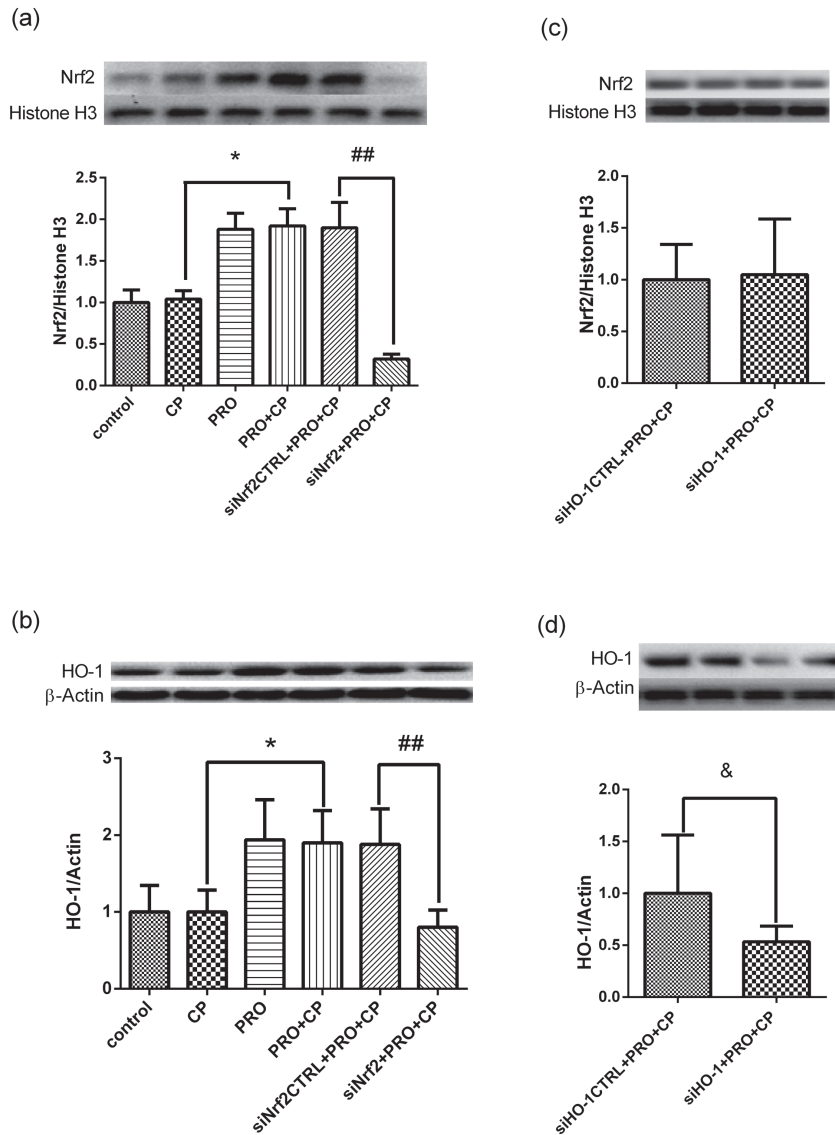 (a)
Nrf2
Histone H3
*
##
2.5
2.0
1.5
1.0
0.5
0.0
Nrf2/Histone H3
control
CP
PRO
PRO+CP
siNrf2CTRL+PRO+CP
siNrf2+PRO+CP
(c)
Nrf2
Histone H3
2.0
1.5
1.0
0.5
0.0
Nrf2/Histone H3
siHO-1CTRL+PRO+CP
siHO-1+PRO+CP
(b)
HO-1
β-Actin
*
##
3
2
1
0
HO-1/Actin
control
CP
PRO
PRO+CP
siNrf2CTRL+PRO+CP
siNrf2+PRO+CP
(d)
HO-1
β-Actin
&
2.0
1.5
1.0
0.5
0.0
HO-1/Actin
siHO-1CTRL+PRO+CP
siHO-1+PRO+CP